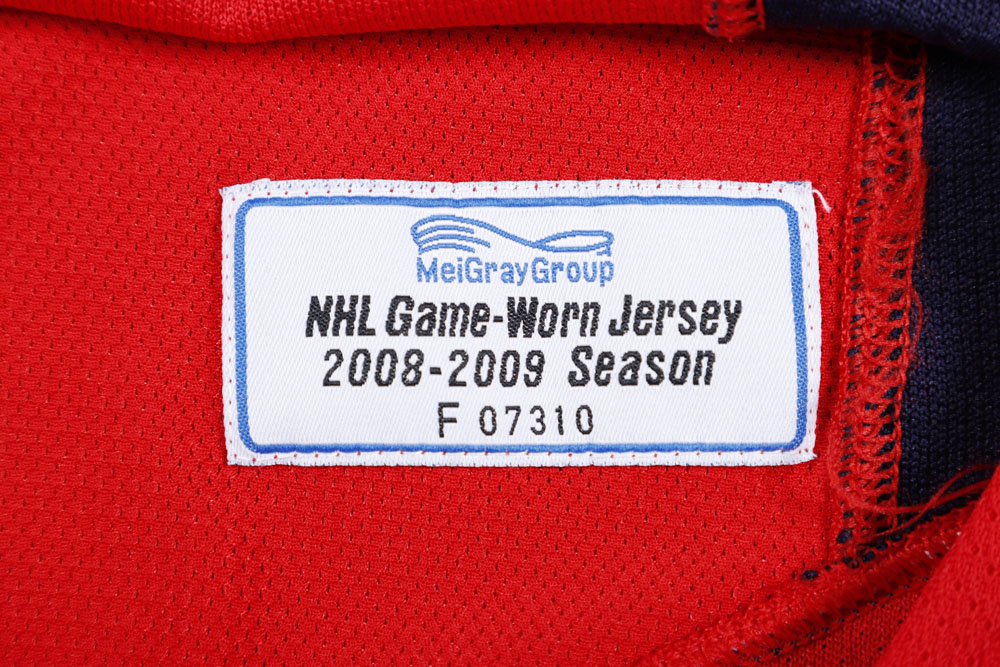 MeiGrayGroup
NHL Game-Worn Jersey
2008-2009 Season
F 07310